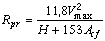 R_pr = 11,8V²_max / (H + 153 A_f)